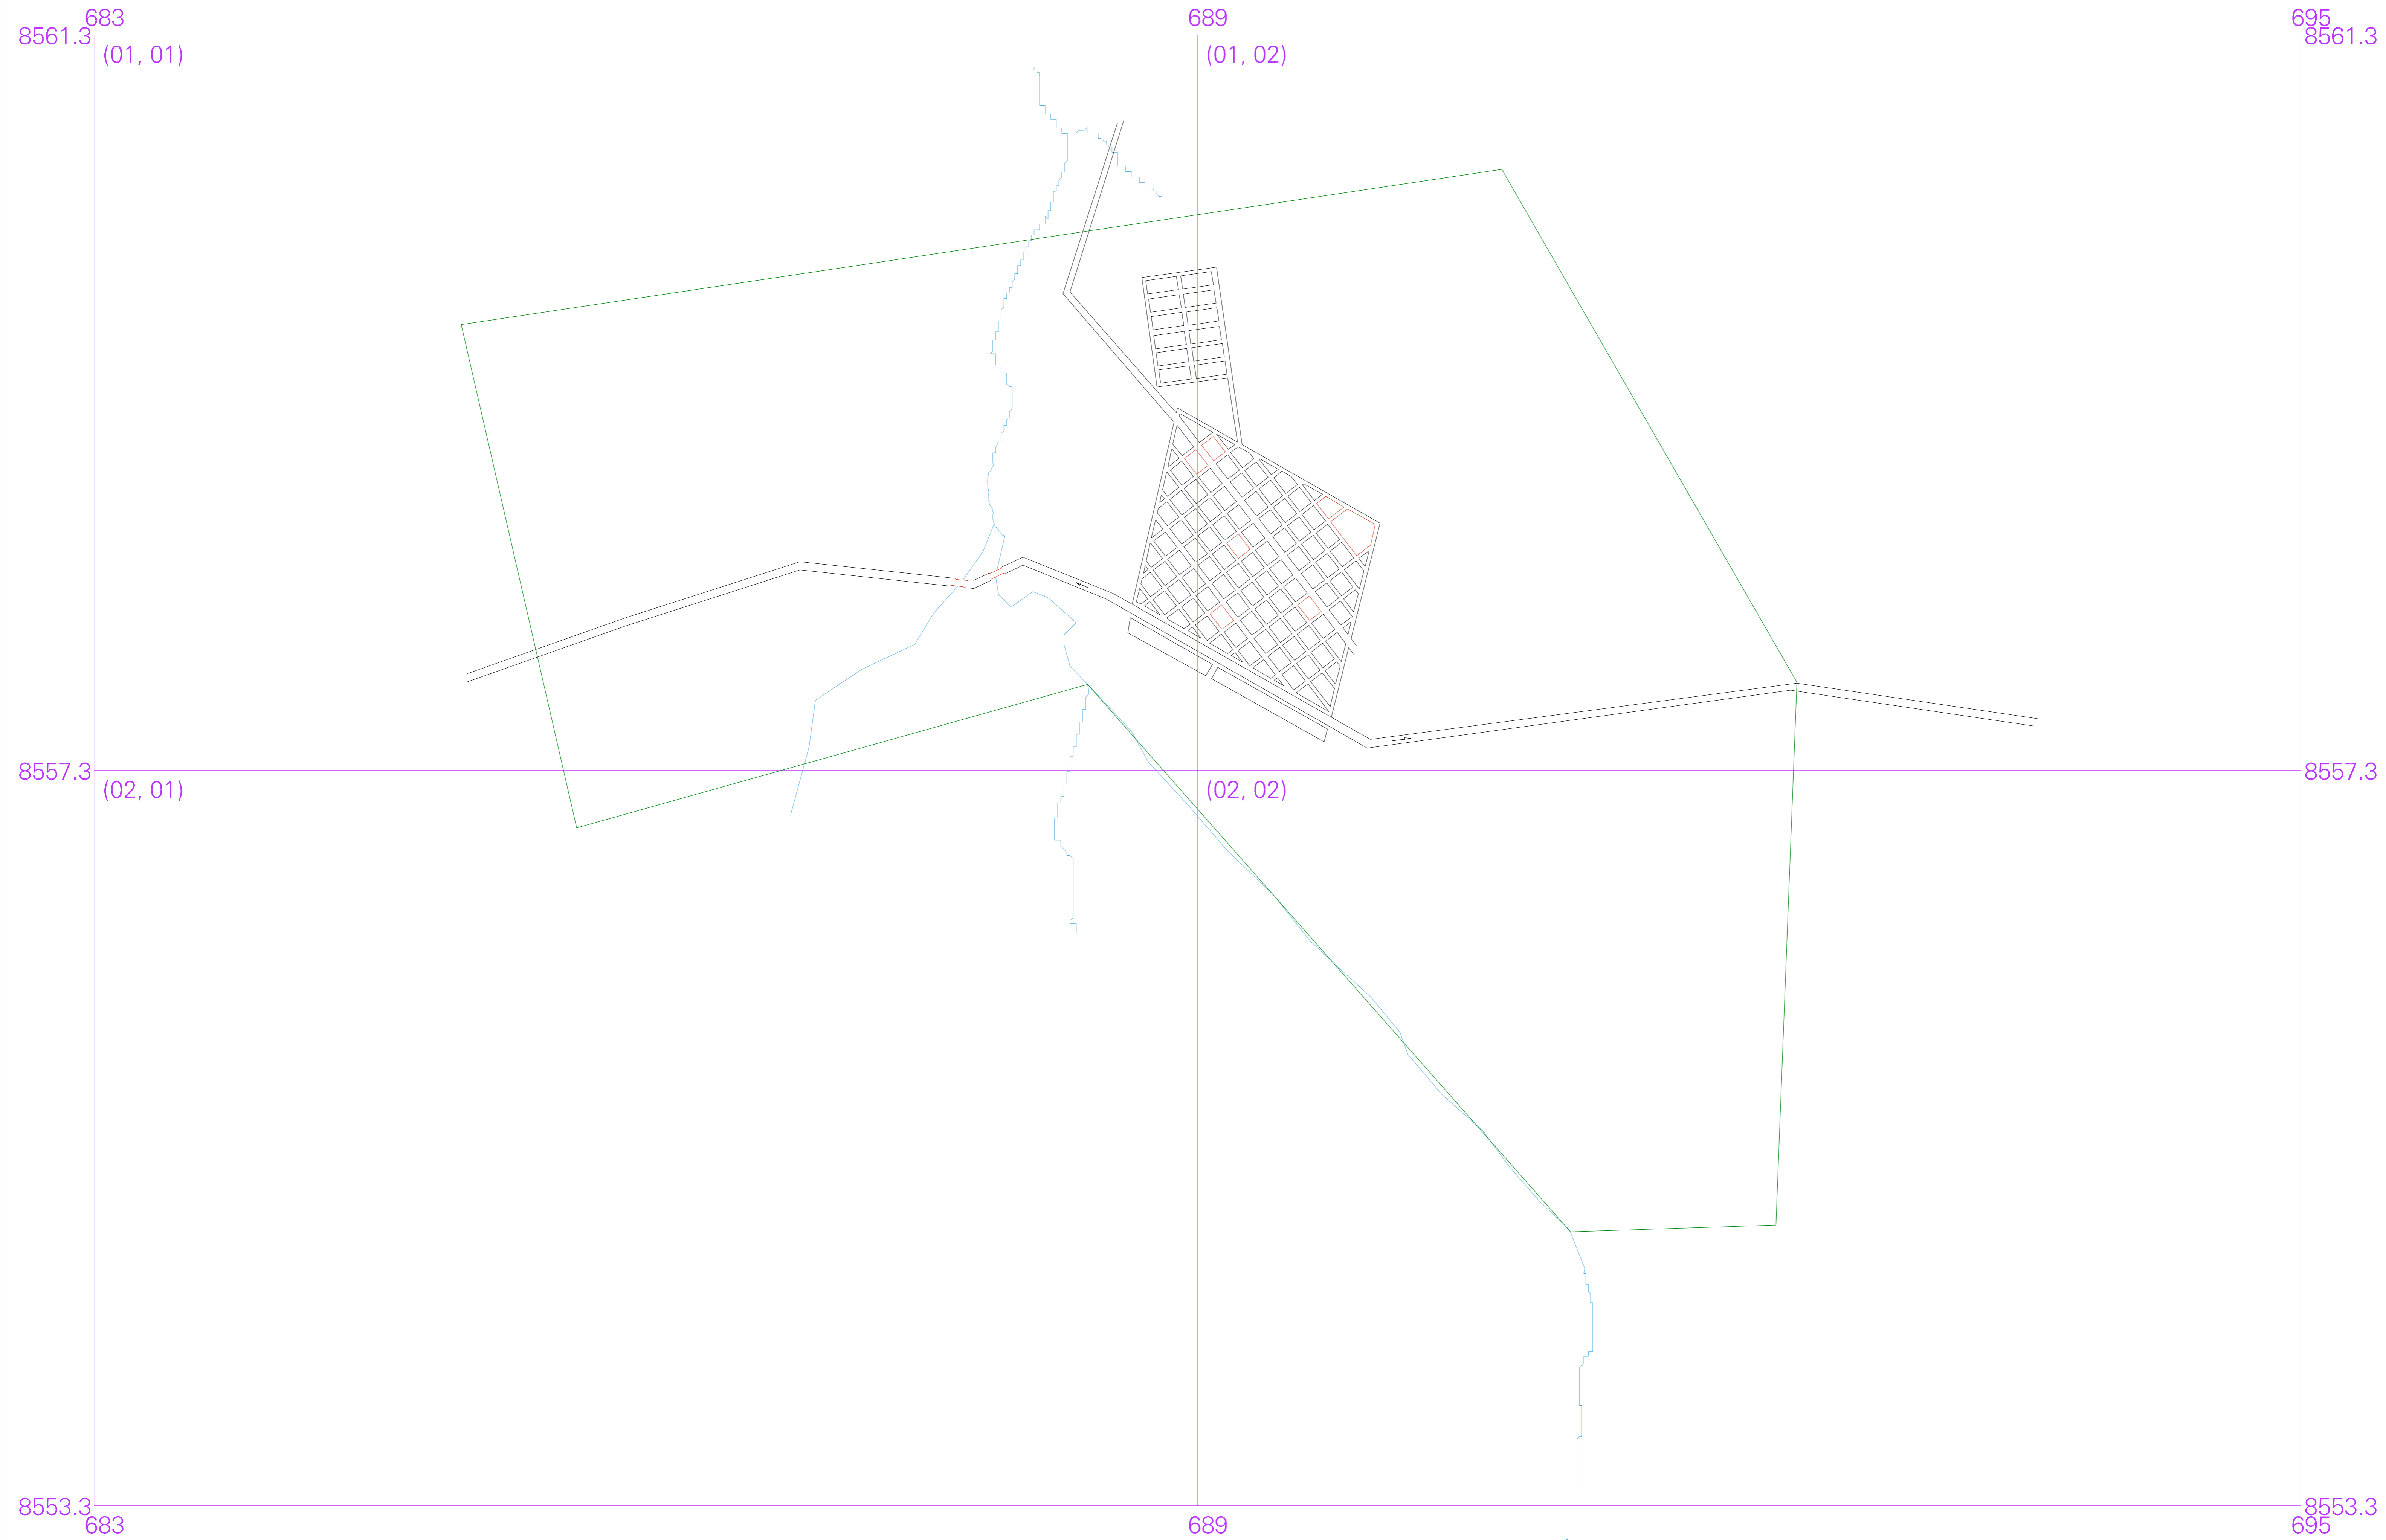 683 689 695
8561.3 8561.3
(01, 01) (01, 02)
8557.3 8557.3
(02, 01) (02, 02)
8553.3 8553.3
683 689 695